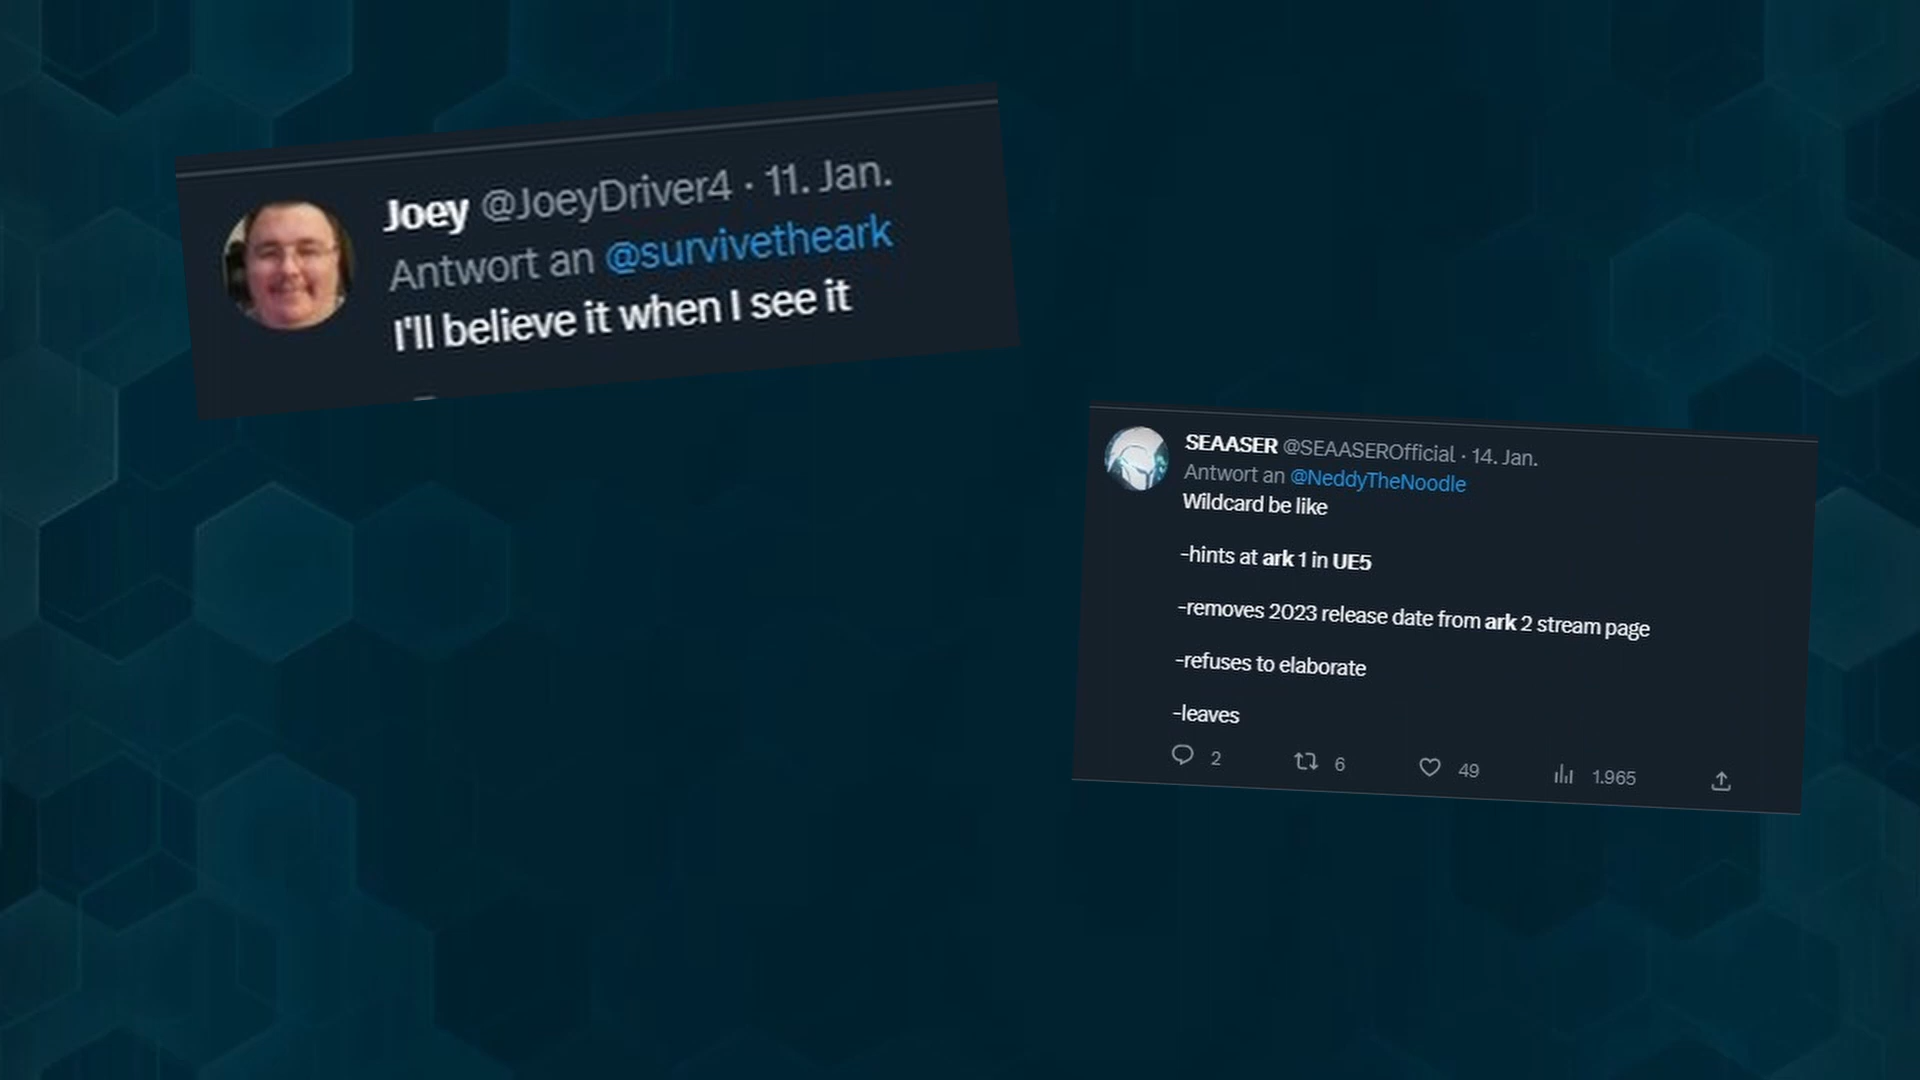 Joey @JoeyDriver4 · 11. Jan.
Antwort an @survivetheark
I'll believe it when I see it
SEAASER @SEAASEROfficial · 14. Jan.
Antwort an @NeddyTheNoodle
Wildcard be like
-hints at ark 1 in UE5
-removes 2023 release date from ark 2 stream page
-refuses to elaborate
-leaves
2 6 49 1.965